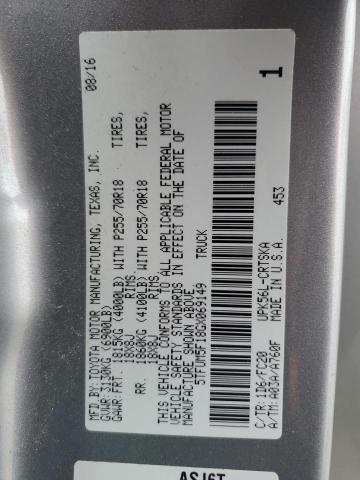 MFD BY:TOYOTA MOTOR MANUFACTURING, TEXAS, INC. 08/16
GVWR: 3130KG (6900LB)
GAWR:FRT. 1815KG (4000LB) WITH P255/70R18 TIRES,
18X8J RIMS,
RR. 1860KG (4100LB) WITH P255/70R18 TIRES,
18X8J RIMS,
THIS VEHICLE CONFORMS TO ALL APPLICABLE FEDERAL MOTOR
VEHICLE SAFETY STANDARDS IN EFFECT ON THE DATE OF
MANUFACTURE SHOWN ABOVE.
5TFUM5F18GX069149 TRUCK
1
C/TR:1D6/FC20 UPK56L-CRTSKA
A/TM:A03A/A760F MADE IN U.S.A. 453